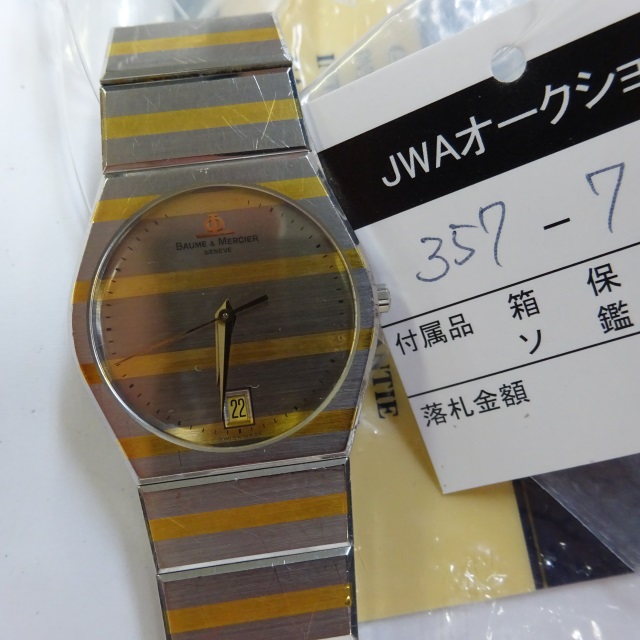 JWAオークショ
357 - 7
付属品 箱 保
ソ 鑑
落札金額
BAUME & MERCIER
GENEVE
22